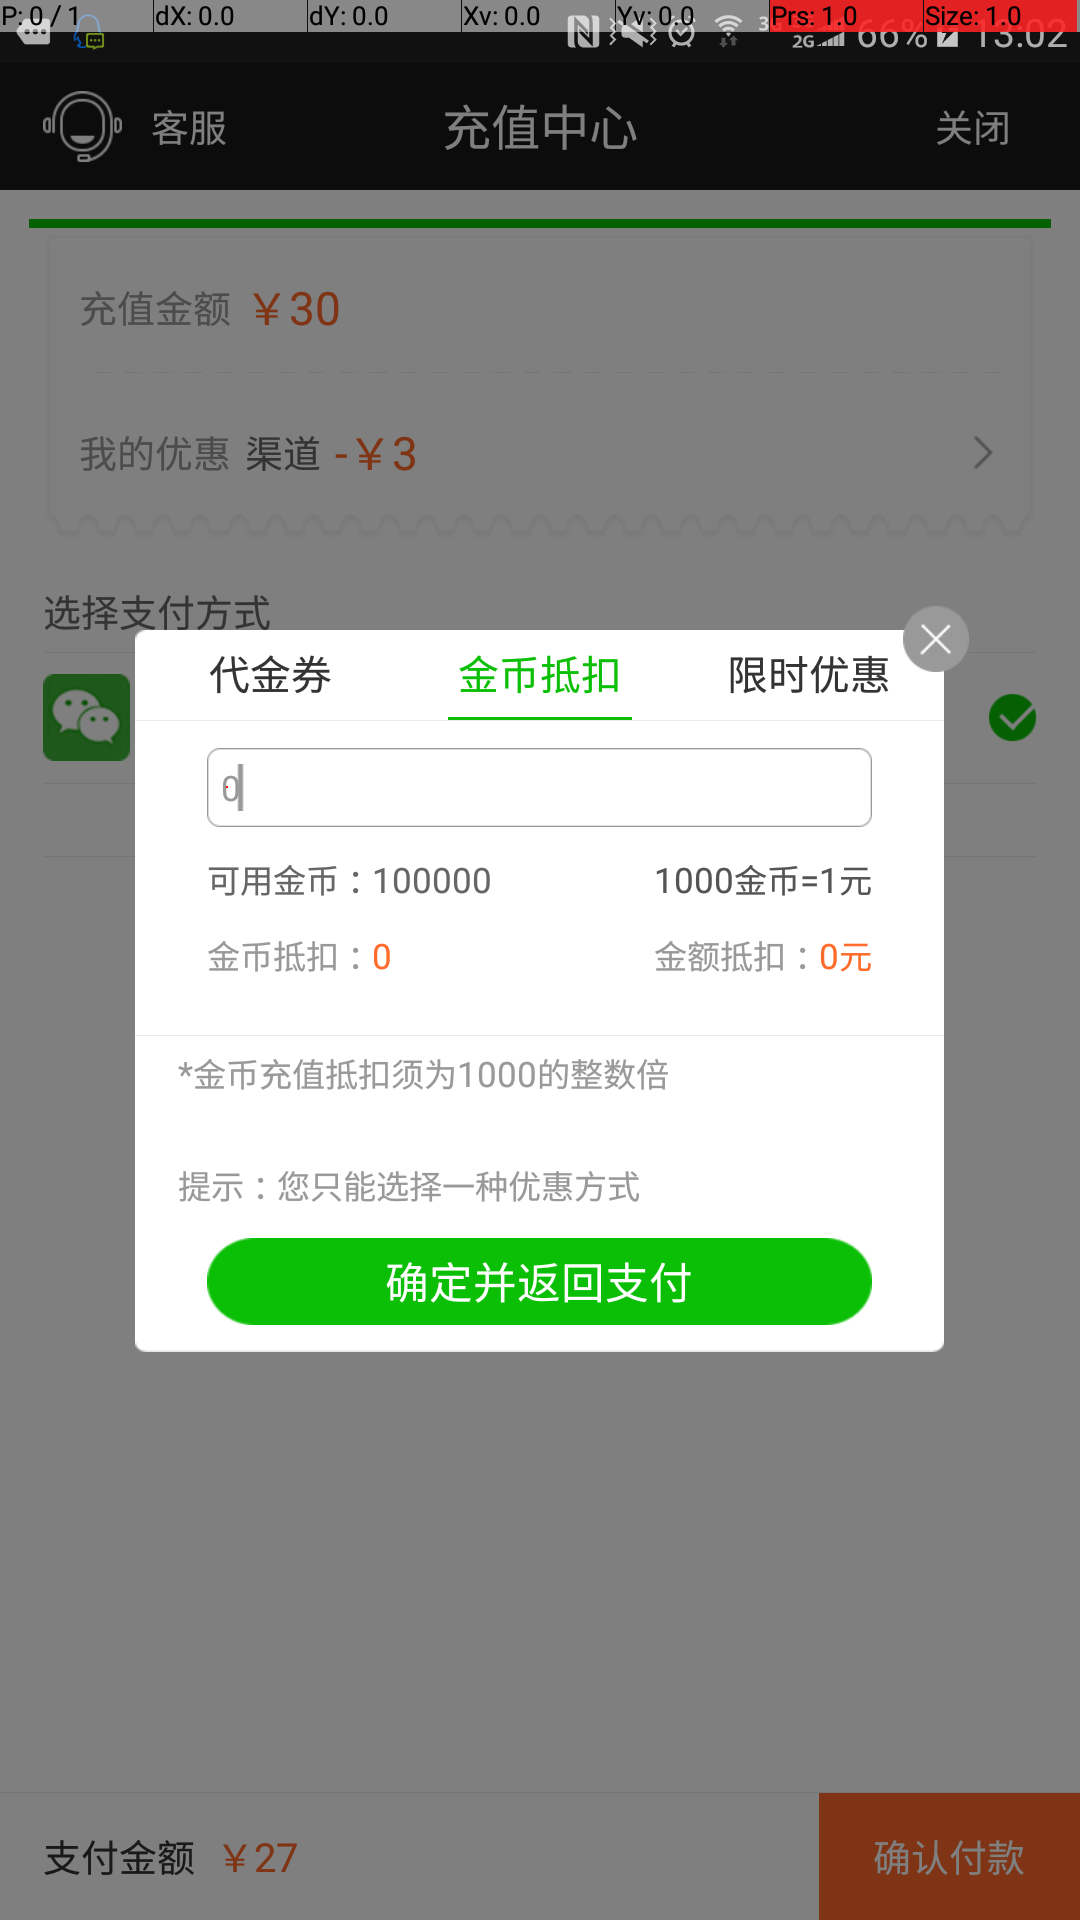 P: 0 / 1 dX: 0.0 dY: 0.0 Xv: 0.0 Yv: 0.0 Prs: 1.0 Size: 1.0
2G 66% 13:02
客服 充值中心 关闭
充值金额 ￥30
我的优惠 渠道 -￥3
选择支付方式
代金券 金币抵扣 限时优惠
0
可用金币：100000 1000金币=1元
金币抵扣：0 金额抵扣：0元
*金币充值抵扣须为1000的整数倍
提示：您只能选择一种优惠方式
确定并返回支付
支付金额 ￥27 确认付款